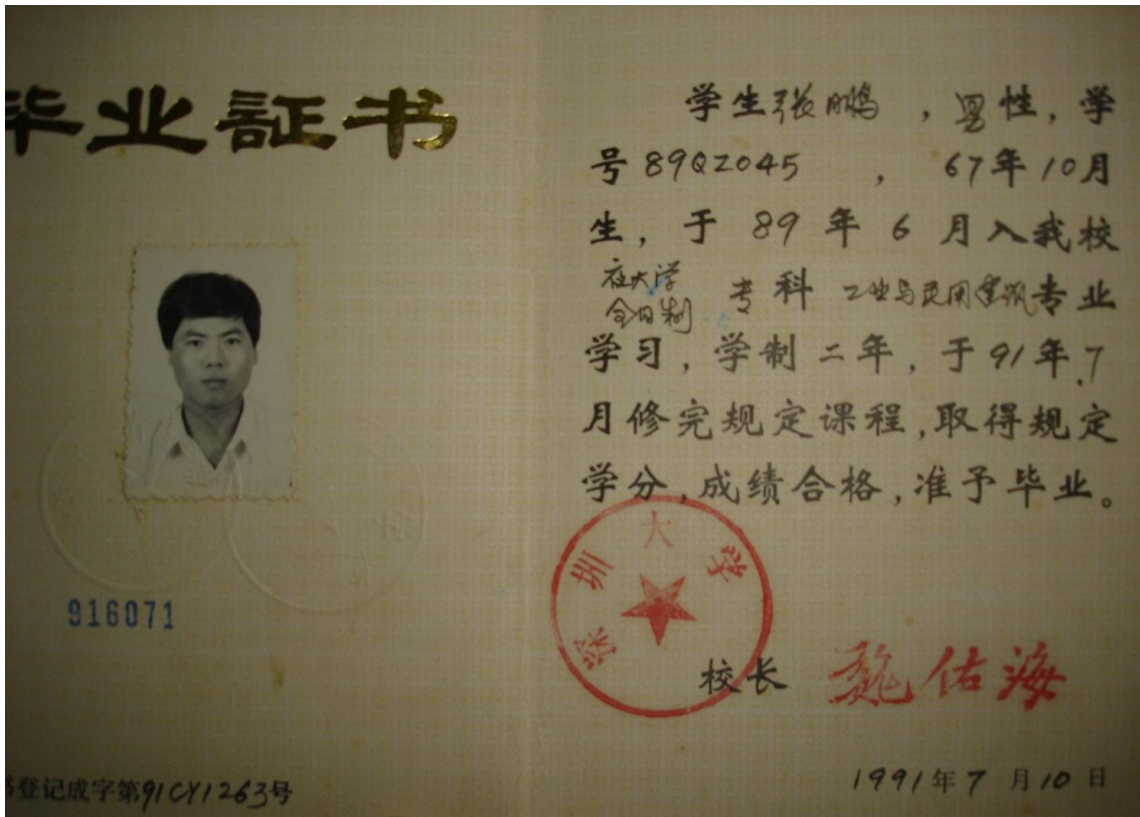 毕业証书
916071
登记成字第91CY1263号
学生张鹏，男性，学
号89QZ045，67年10月
生，于89年6月入我校
夜大学
全日制 专科 工业与民用建筑专业
学习，学制二年，于91年7
月修完规定课程，取得规定
学分，成绩合格，准予毕业。
深圳大学
校长 魏佑海
1991年7月10日